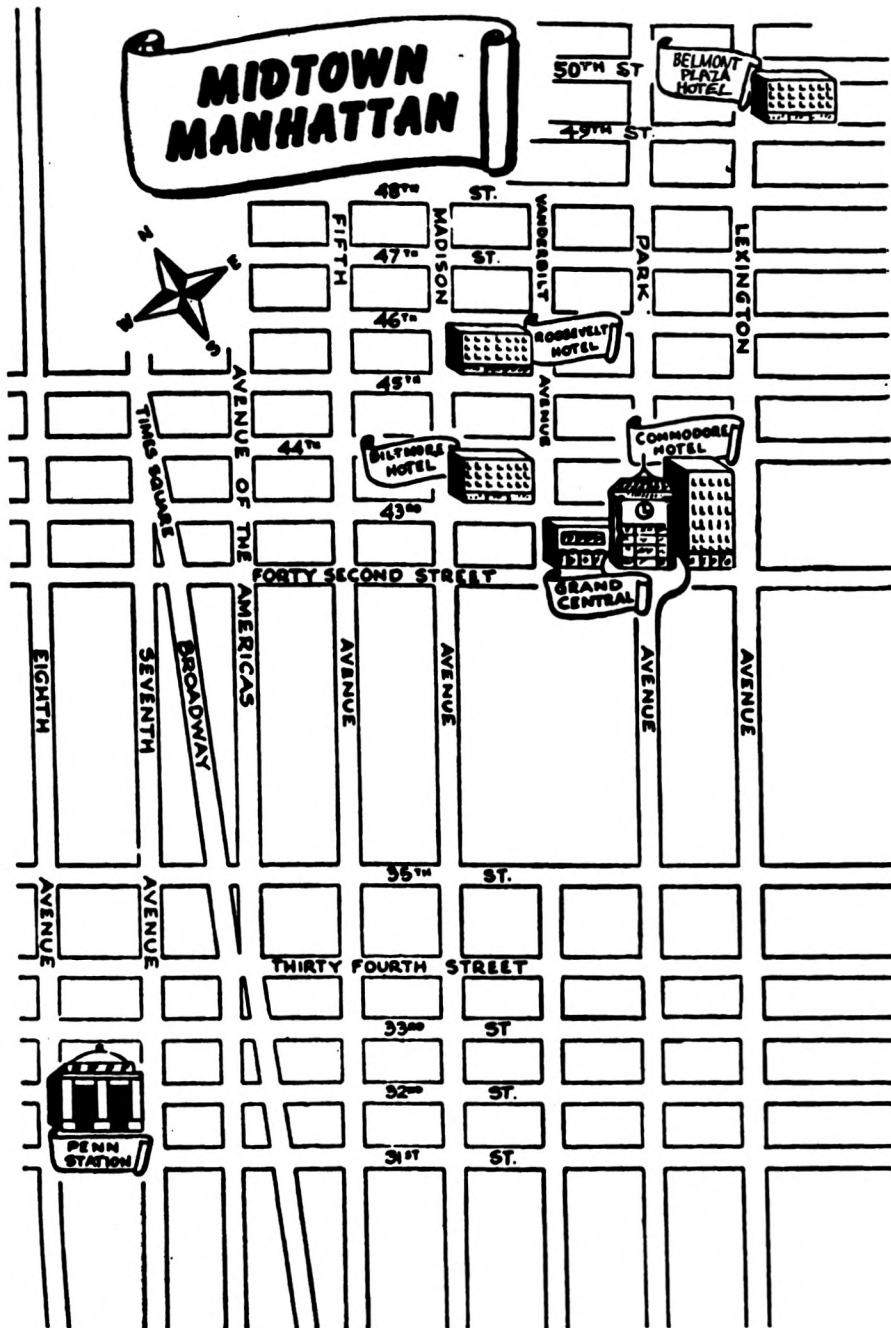 MIDTOWN
MANHATTAN
50TH ST
BELMONT
PLAZA
HOTEL
49TH ST.
48TH ST.
FIFTH
MADISON
VANDERBILT
PARK
LEXINGTON
47TH ST.
N
E
W
S
46TH
ROOSEVELT
HOTEL
45TH
AVENUE
TIMES SQUARE
AVENUE OF THE AMERICAS
44TH
BILTMORE
HOTEL
COMMODORE
HOTEL
43RD
FORTY SECOND STREET
GRAND
CENTRAL
EIGHTH
SEVENTH
BROADWAY
AVENUE
AVENUE
AVENUE
AVENUE
35TH ST.
AVENUE
AVENUE
THIRTY FOURTH STREET
33RD ST
32ND ST.
PENN
STATION
31ST ST.